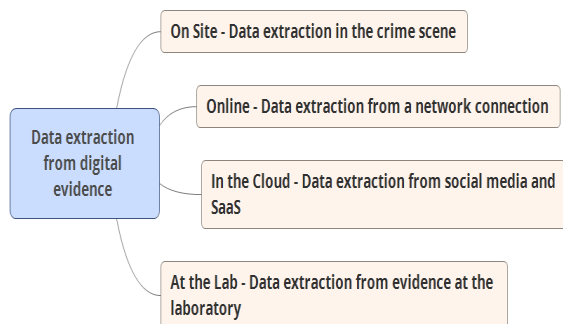 On Site - Data extraction in the crime scene
Online - Data extraction from a network connection
Data extraction
from digital
evidence
In the Cloud - Data extraction from social media and
SaaS
At the Lab - Data extraction from evidence at the
laboratory